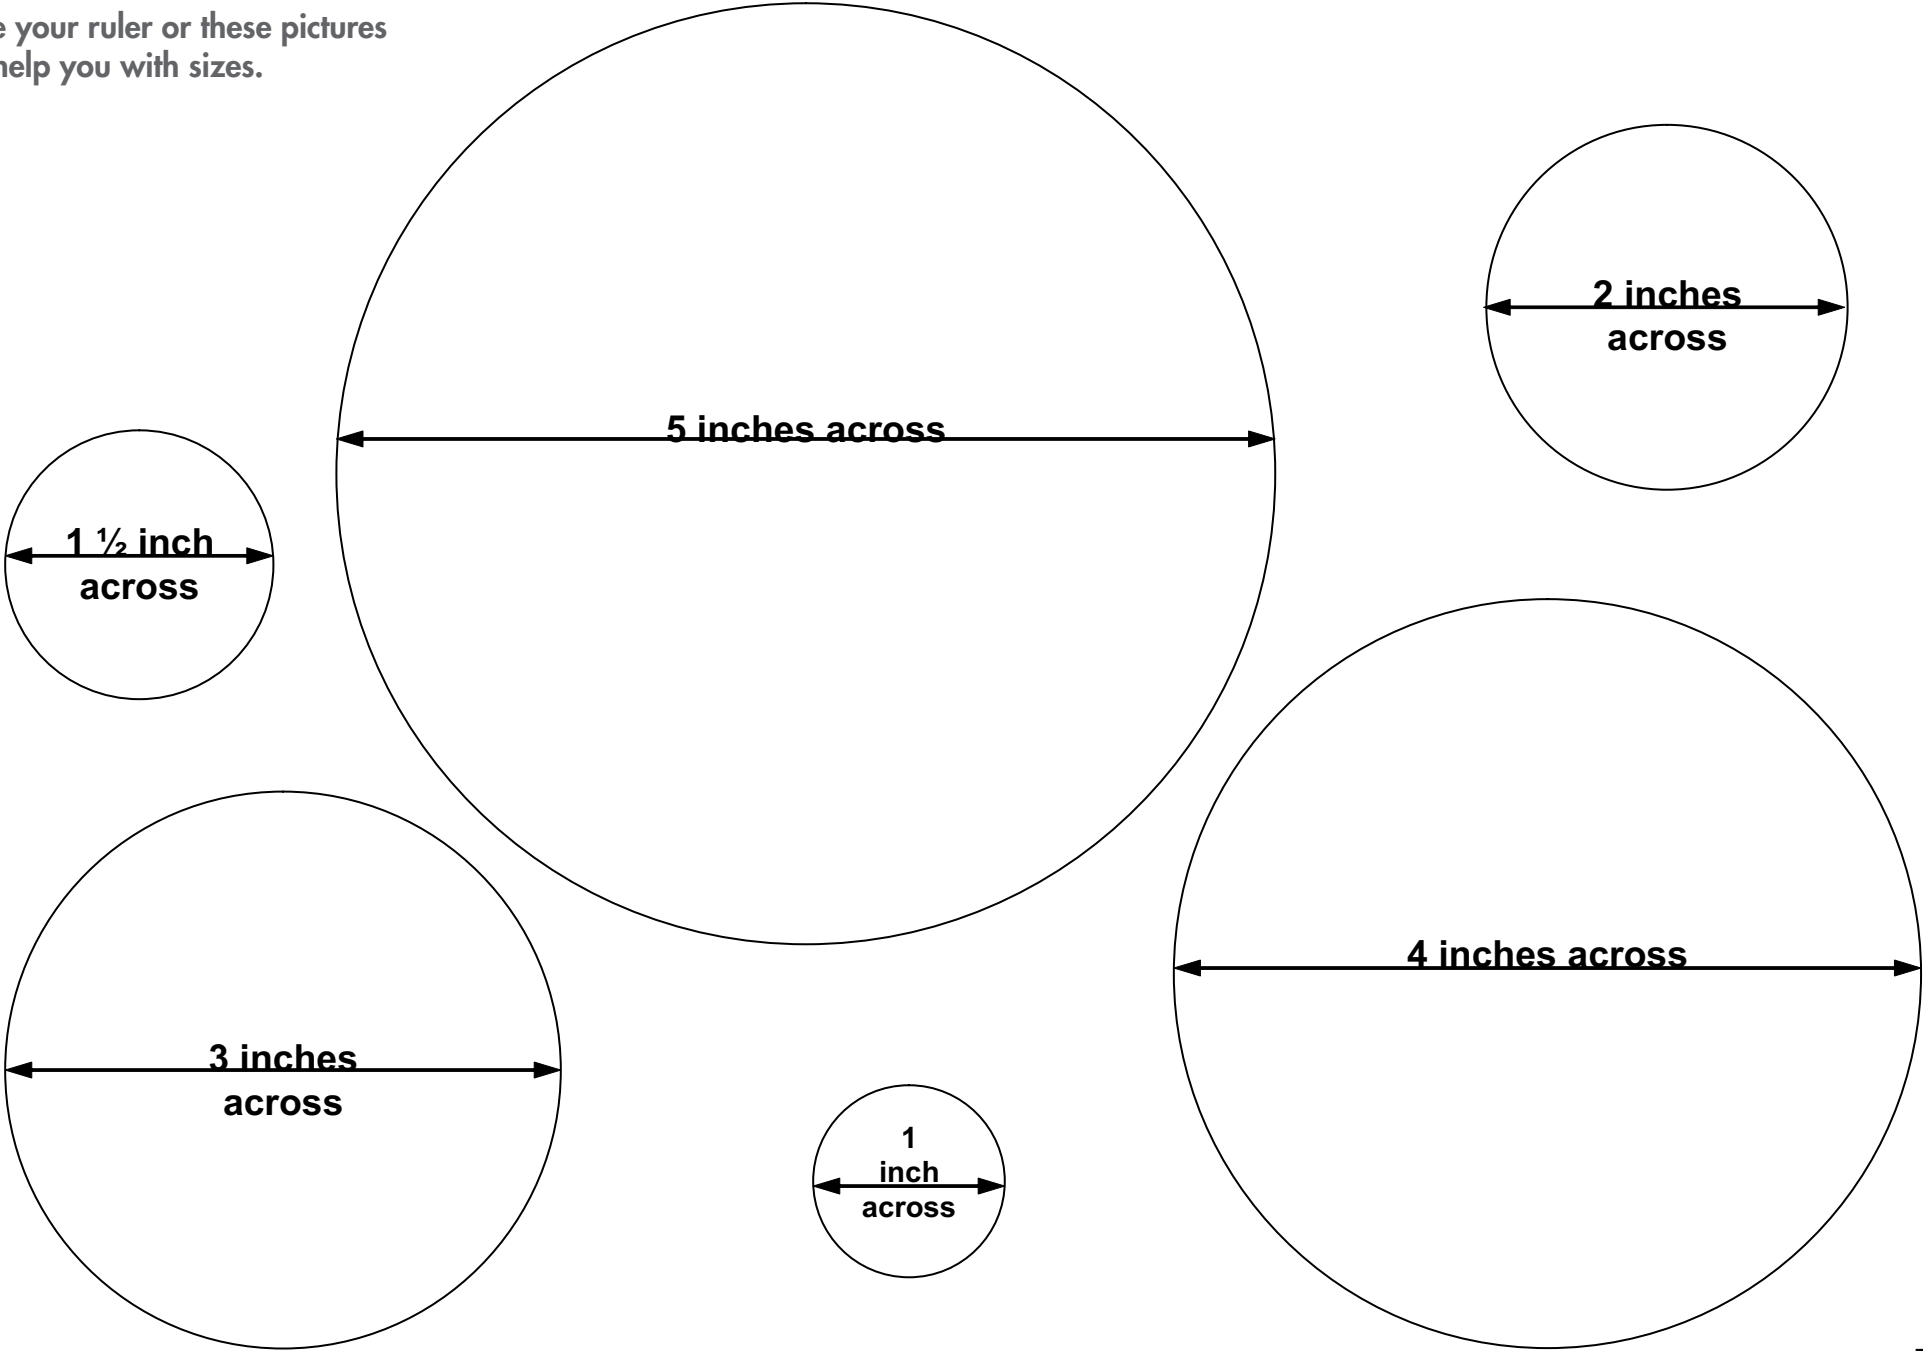 e your ruler or these pictures
help you with sizes.
2 inches
across
5 inches across
1 ½ inch
across
4 inches across
3 inches
across
1
inch
across